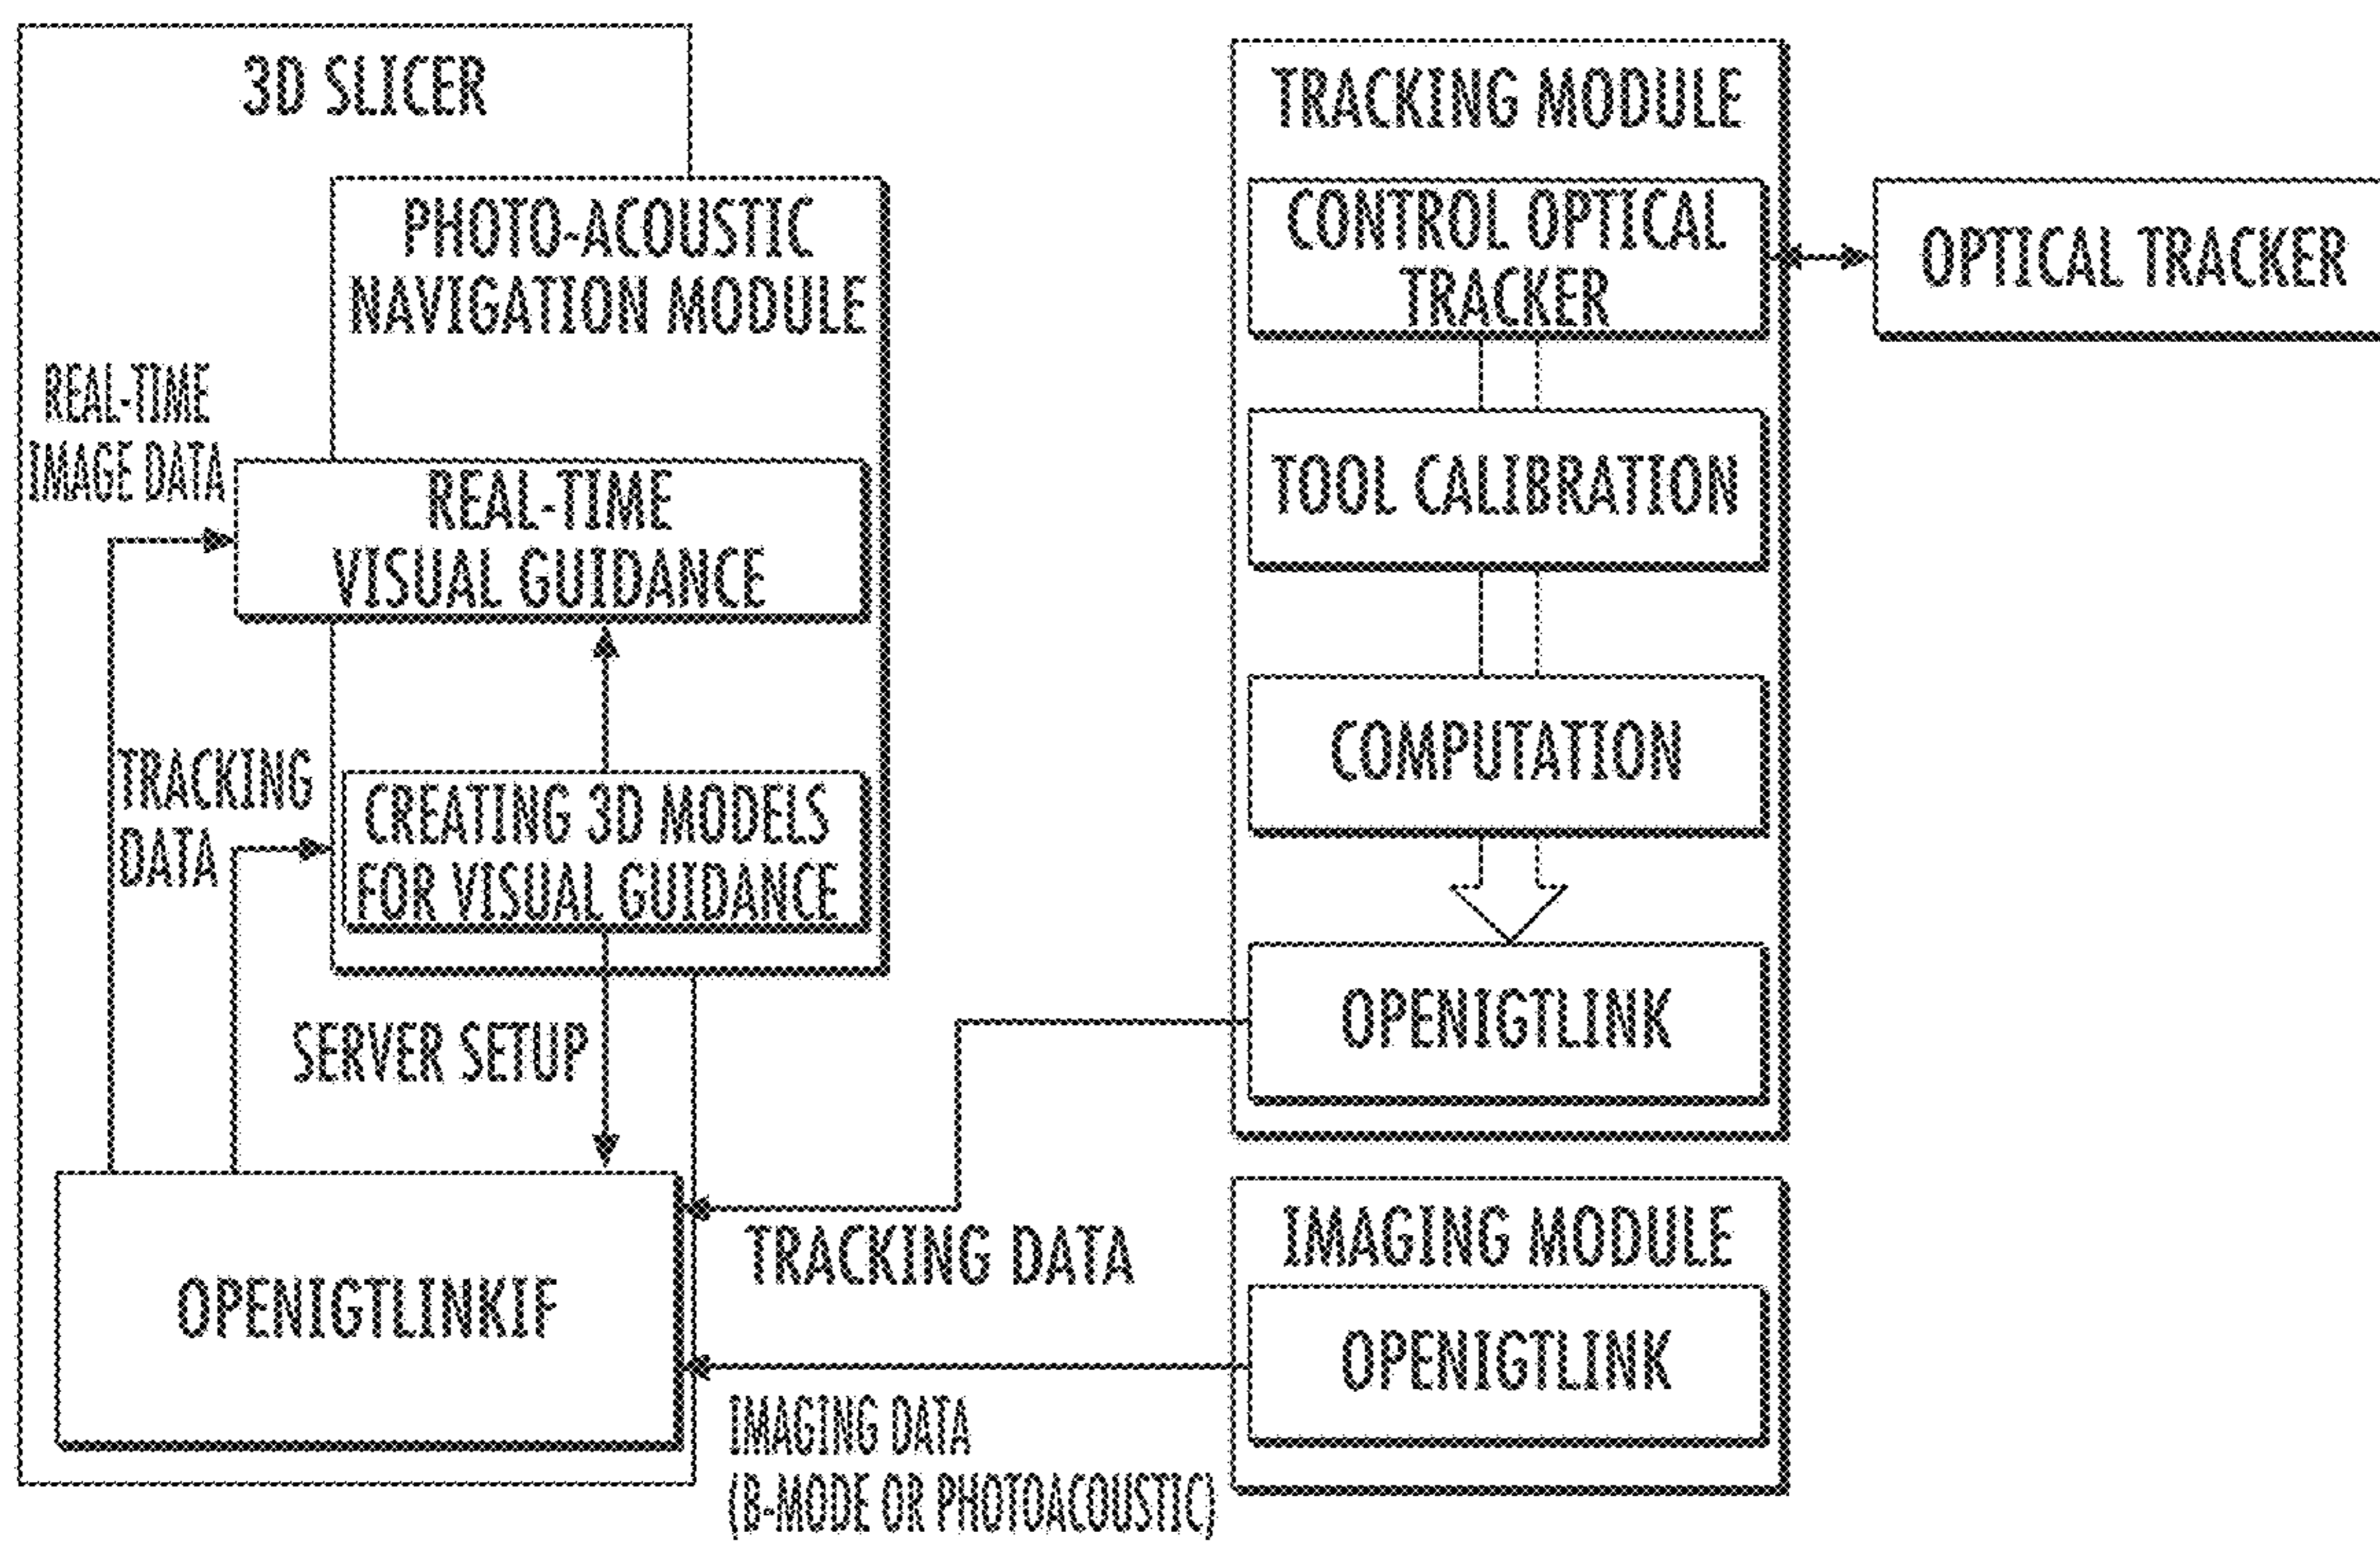 3D SLICER
PHOTO-ACOUSTIC
NAVIGATION MODULE
REAL-TIME
IMAGE DATA
REAL-TIME
VISUAL GUIDANCE
TRACKING
DATA
CREATING 3D MODELS
FOR VISUAL GUIDANCE
SERVER SETUP
OPENIGTLINKIF
TRACKING DATA
IMAGING DATA
(B-MODE OR PHOTOACOUSTIC)
TRACKING MODULE
CONTROL OPTICAL
TRACKER
OPTICAL TRACKER
TOOL CALIBRATION
COMPUTATION
OPENIGTLINK
IMAGING MODULE
OPENIGTLINK